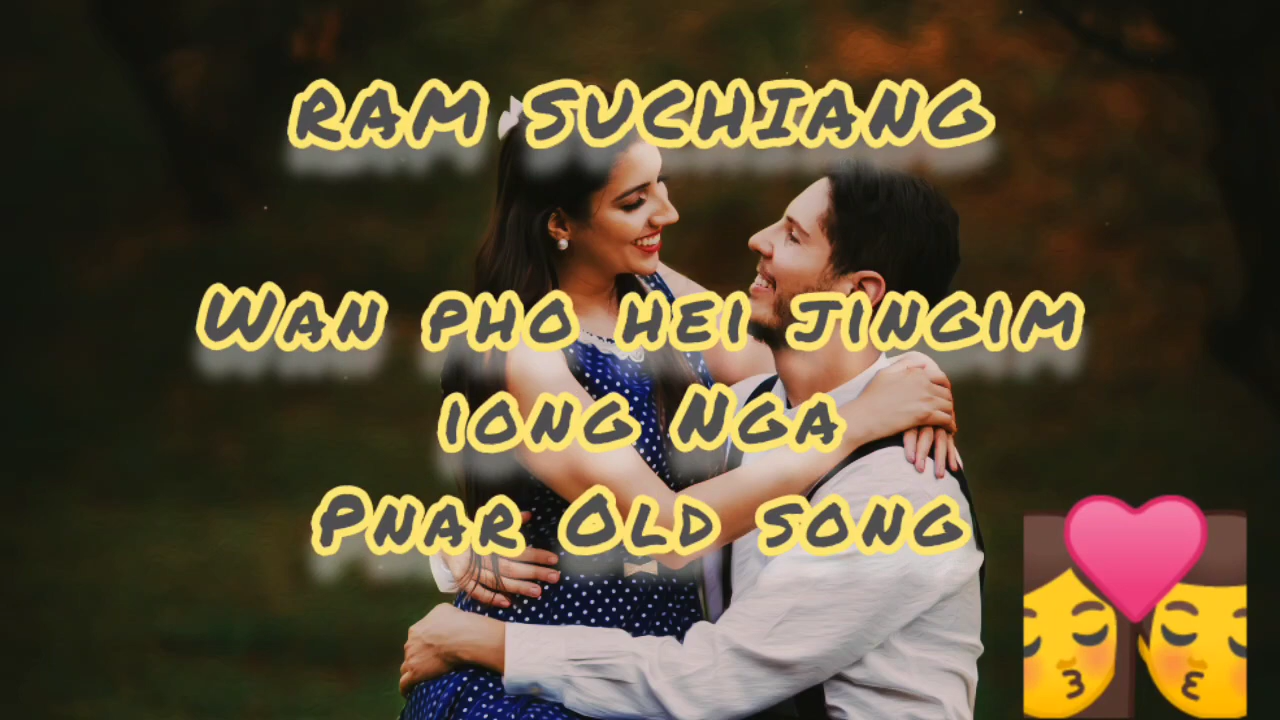 RAM SUCHIANG
WAN PHO HEI JINGIM
IONG NGA
PNAR OLD SONG